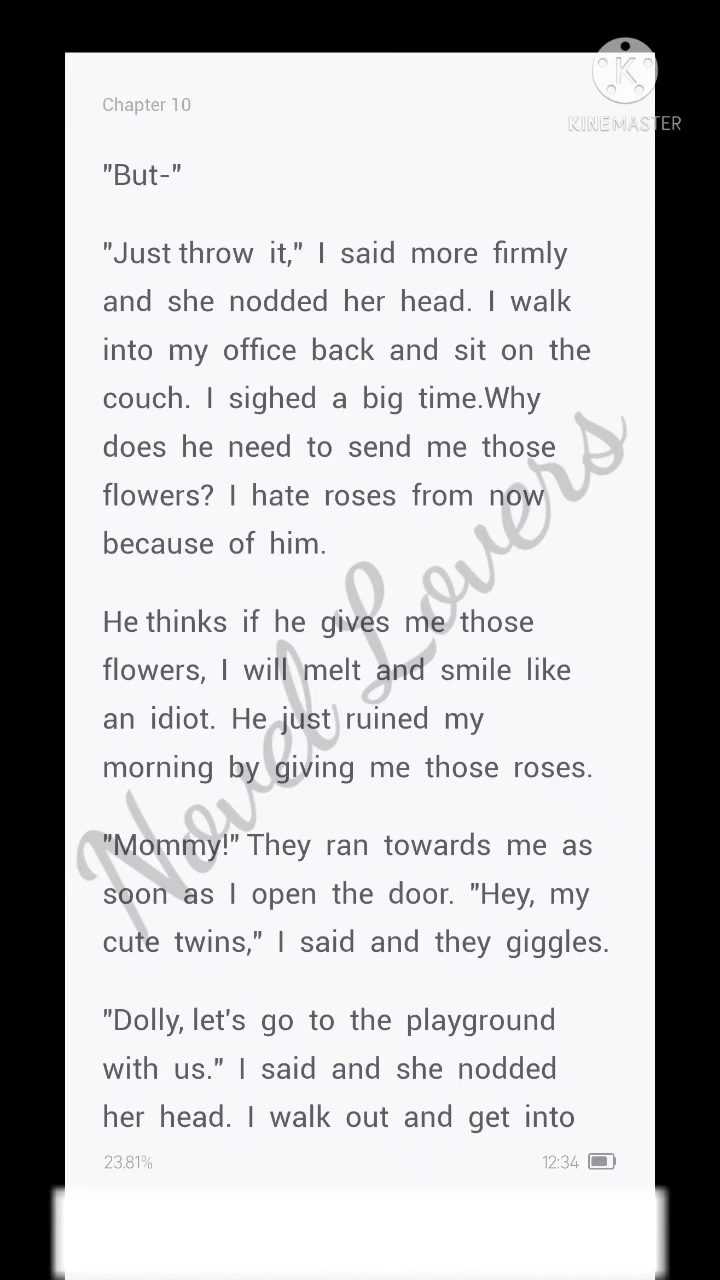 KINEMASTER
Chapter 10
"But-"
"Just throw it," I said more firmly
and she nodded her head. I walk
into my office back and sit on the
couch. I sighed a big time.Why
does he need to send me those
flowers? I hate roses from now
because of him.
He thinks if he gives me those
flowers, I will melt and smile like
an idiot. He just ruined my
morning by giving me those roses.
"Mommy!" They ran towards me as
soon as I open the door. "Hey, my
cute twins," I said and they giggles.
"Dolly, let's go to the playground
with us." I said and she nodded
her head. I walk out and get into
23.81% 12:34
Novel Lovers